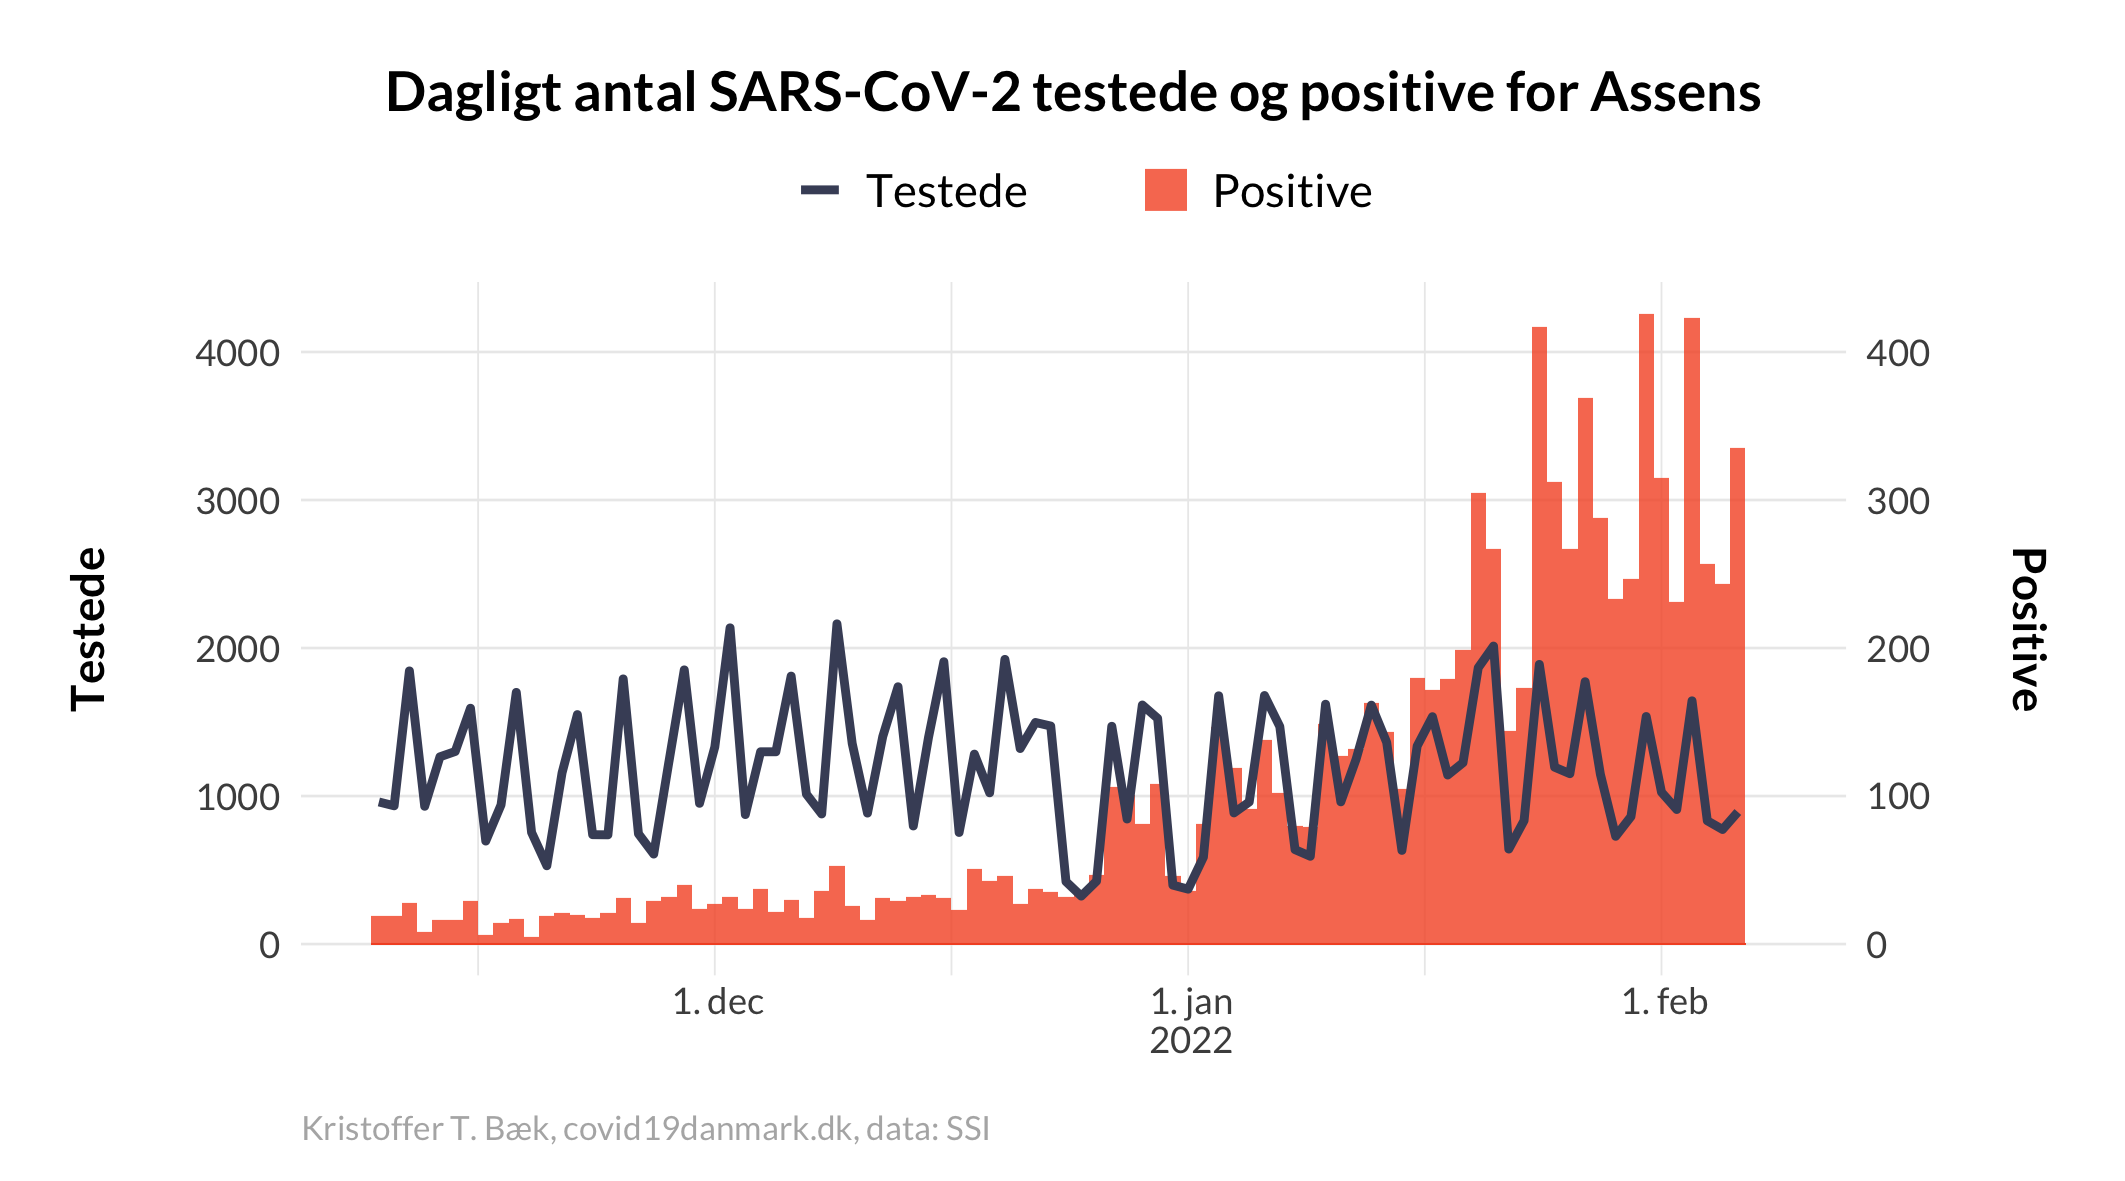 Dagligt antal SARS-CoV-2 testede og positive for Assens
Testede
Positive
4000
3000
2000
1000
0
Testede
400
300
200
100
0
Positive
1. dec
1. jan
2022
1. feb
Kristoffer T. Bæk, covid19danmark.dk, data: SSI